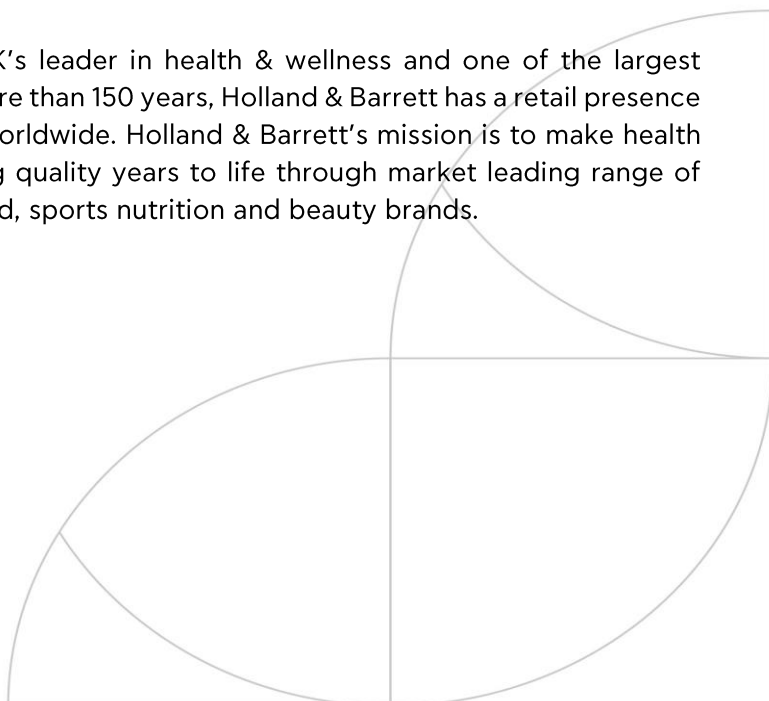 K's leader in health & wellness and one of the largest
re than 150 years, Holland & Barrett has a retail presence
orldwide. Holland & Barrett's mission is to make health
g quality years to life through market leading range of
d, sports nutrition and beauty brands.